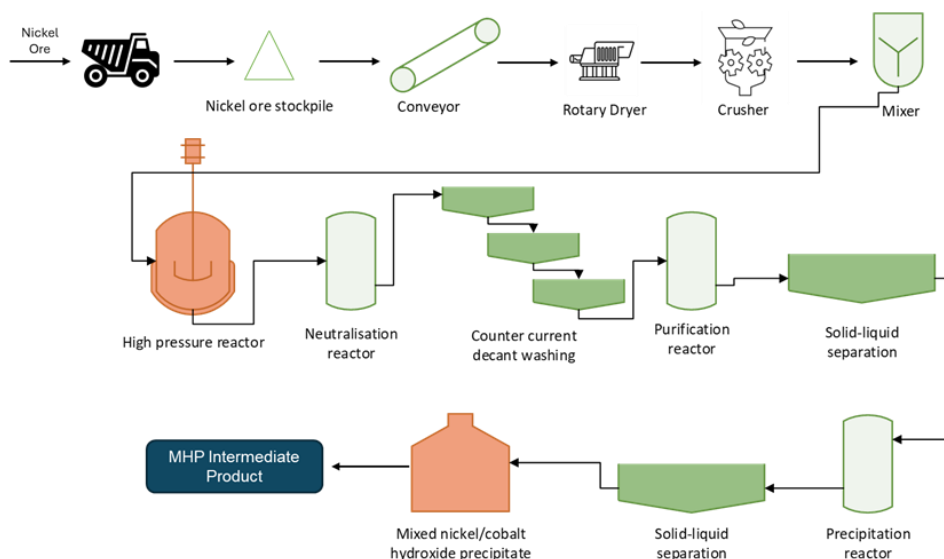 Nickel
Ore
Nickel ore stockpile
Conveyor
Rotary Dryer
Crusher
Mixer
High pressure reactor
Neutralisation
reactor
Counter current
decant washing
Purification
reactor
Solid-liquid
separation
MHP Intermediate
Product
Mixed nickel/cobalt
hydroxide precipitate
Solid-liquid
separation
Precipitation
reactor